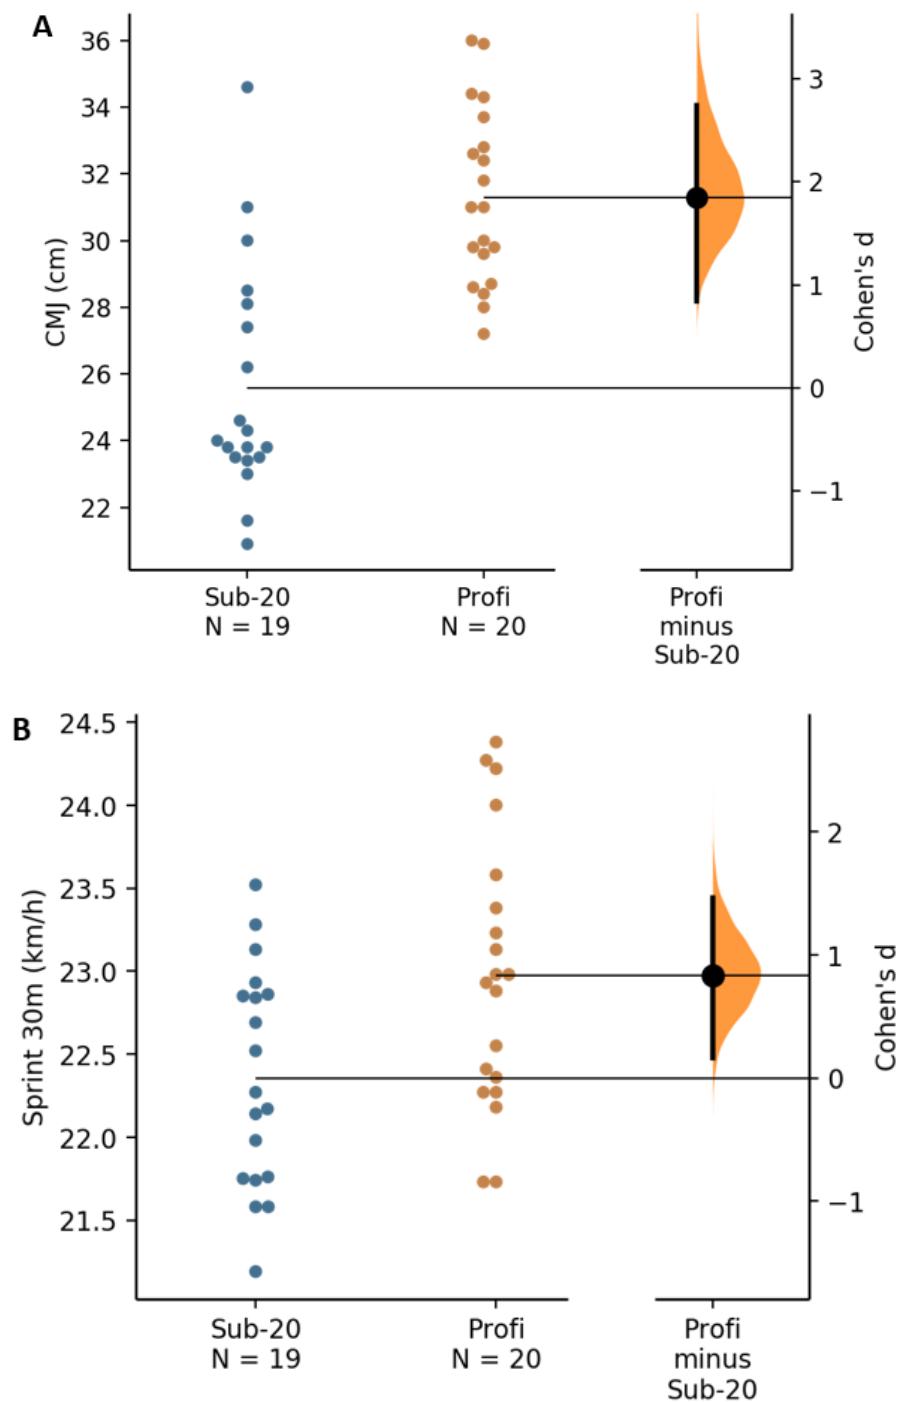 A
36
34
32
30
28
26
24
22
CMJ (cm)
3
2
1
0
−1
Cohen's d
Sub-20
N = 19
Profi
N = 20
Profi
minus
Sub-20
B
24.5
24.0
23.5
23.0
22.5
22.0
21.5
Sprint 30m (km/h)
2
1
0
−1
Cohen's d
Sub-20
N = 19
Profi
N = 20
Profi
minus
Sub-20